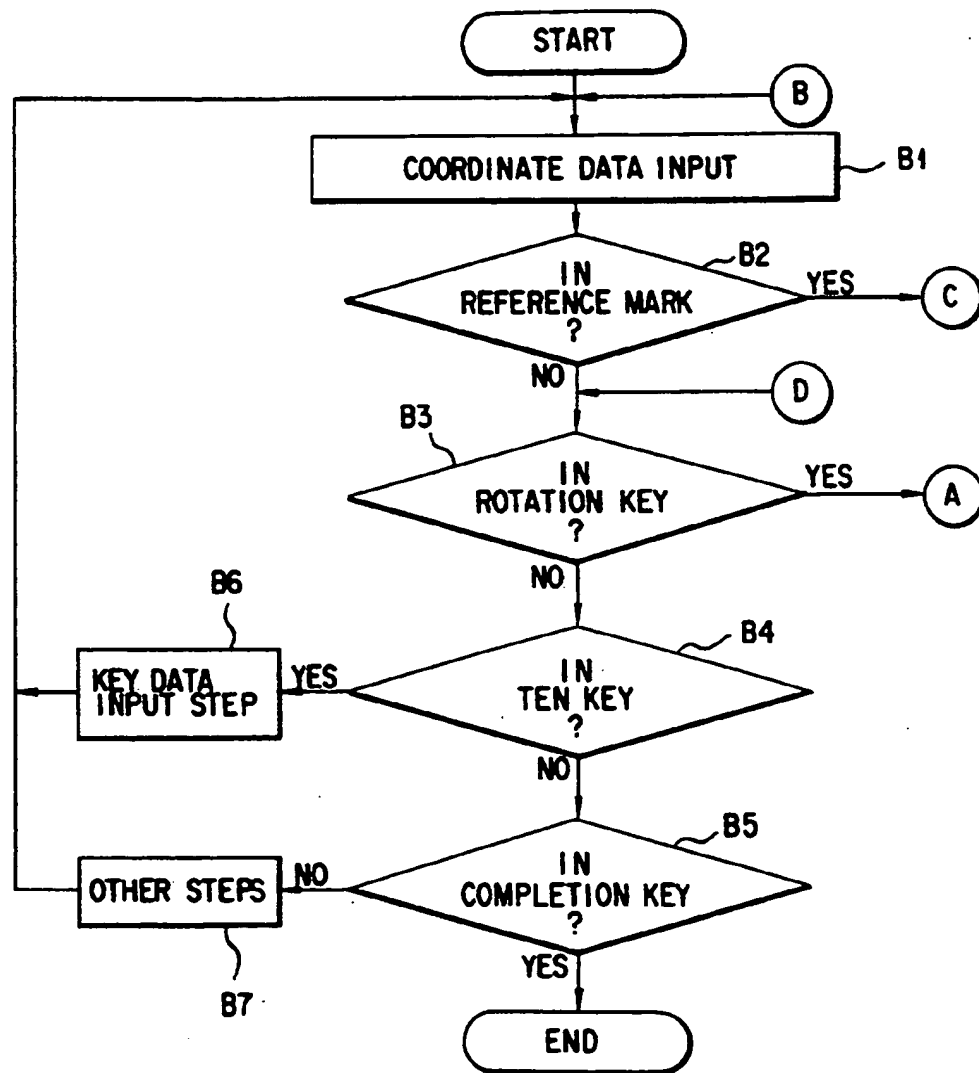 START
B
COORDINATE DATA INPUT
B1
IN
REFERENCE MARK
?
B2
YES
C
NO
D
B3
IN
ROTATION KEY
?
YES
A
NO
B6
B4
KEY DATA
INPUT STEP
YES
IN
TEN KEY
?
NO
B5
OTHER STEPS
NO
IN
COMPLETION KEY
?
YES
B7
END